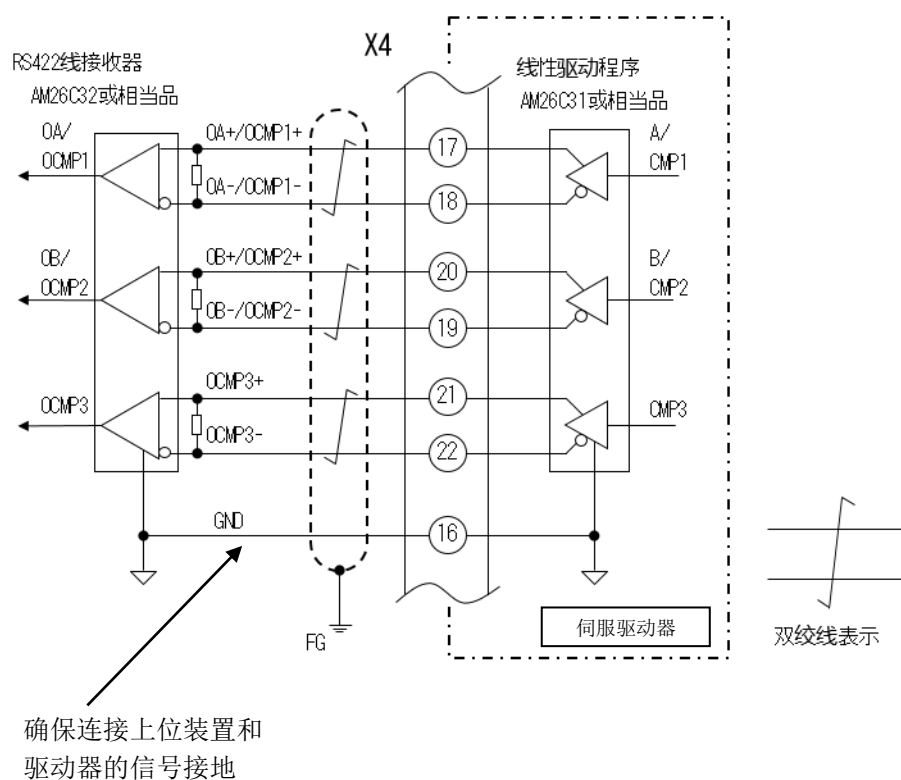 X4
RS422线接收器
AM26C32或相当品
线性驱动程序
AM26C31或相当品
OA/
OCMP1
OA+/OCMP1+
OA-/OCMP1-
17
18
A/
CMP1
OB/
OCMP2
OB+/OCMP2+
OB-/OCMP2-
20
19
B/
CMP2
OCMP3
OCMP3+
OCMP3-
21
22
CMP3
GND
16
FG
伺服驱动器
双绞线表示
确保连接上位装置和
驱动器的信号接地